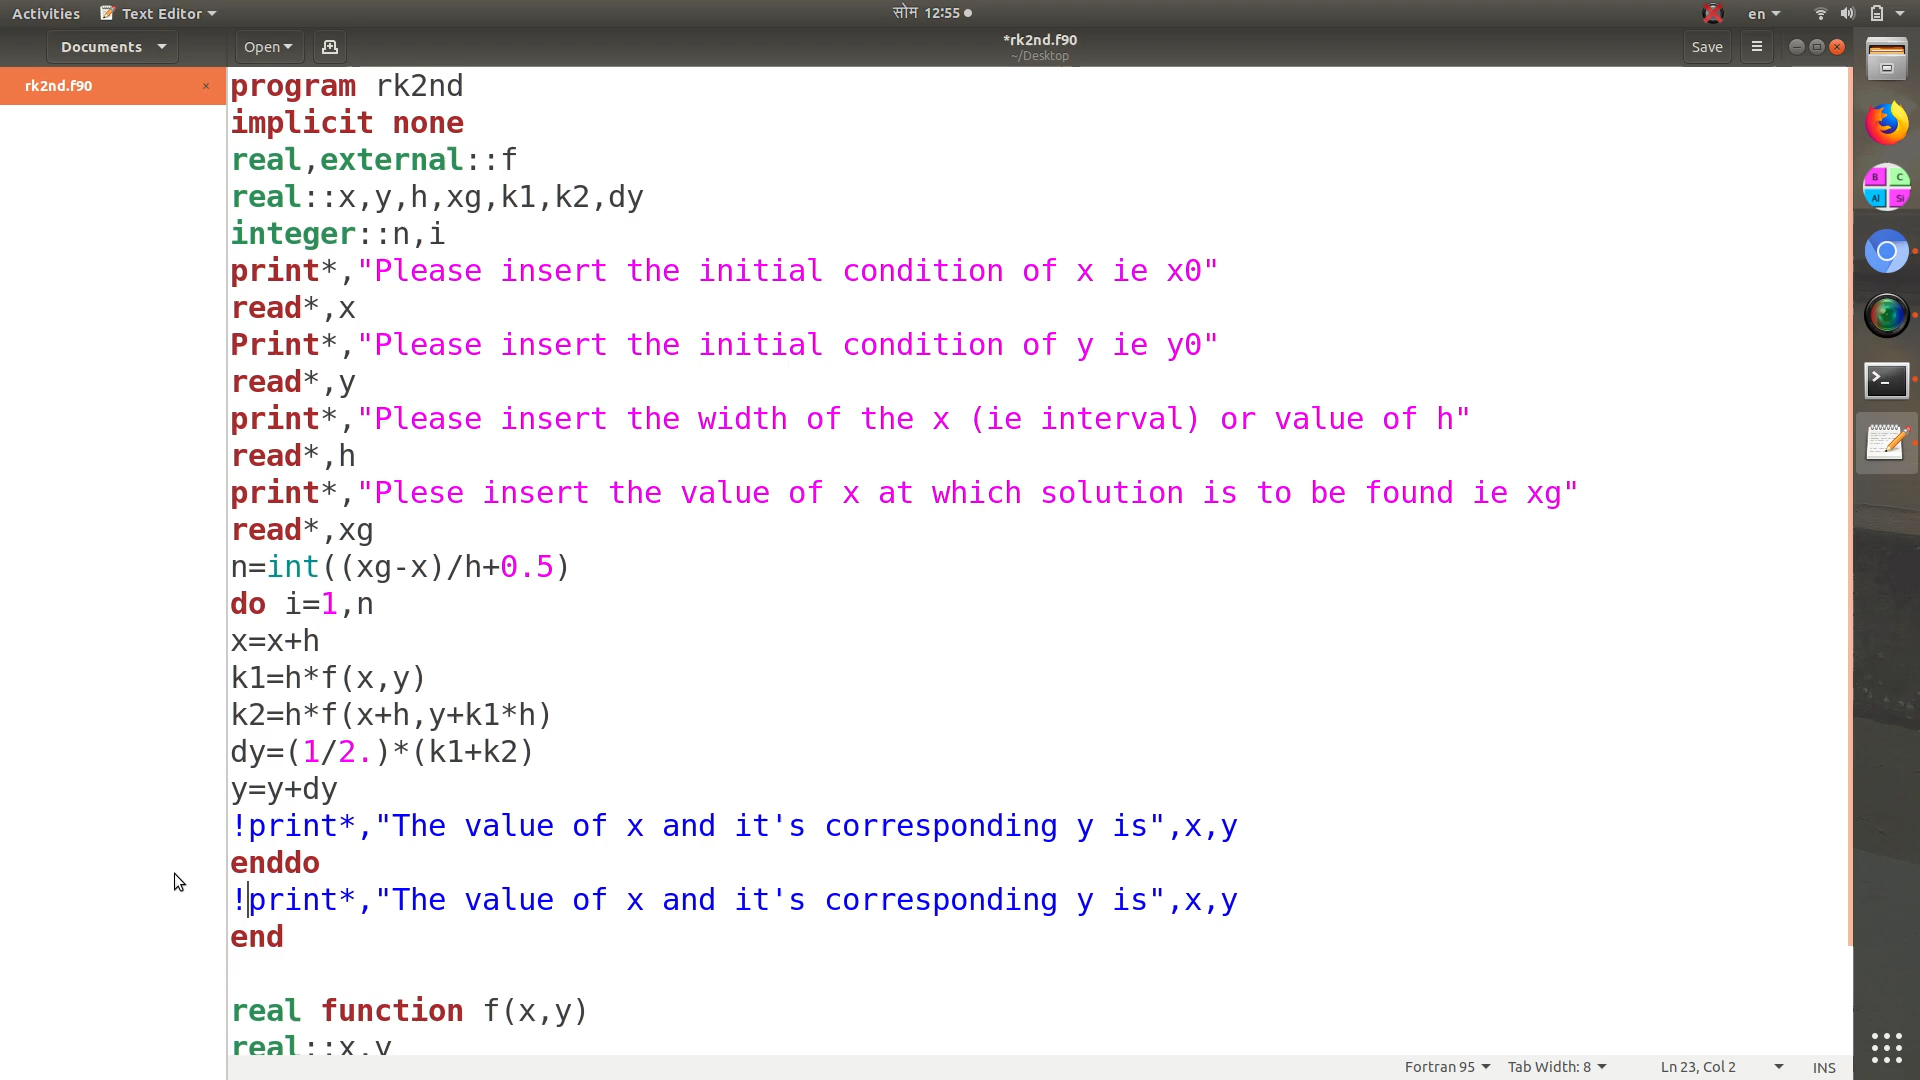 Activities Text Editor सोम 12:55 en
Documents Open *rk2nd.f90 Save
~/Desktop
rk2nd.f90 ×
program rk2nd
implicit none
real,external::f
real::x,y,h,xg,k1,k2,dy
integer::n,i
print*,"Please insert the initial condition of x ie x0"
read*,x
Print*,"Please insert the initial condition of y ie y0"
read*,y
print*,"Please insert the width of the x (ie interval) or value of h"
read*,h
print*,"Plese insert the value of x at which solution is to be found ie xg"
read*,xg
n=int((xg-x)/h+0.5)
do i=1,n
x=x+h
k1=h*f(x,y)
k2=h*f(x+h,y+k1*h)
dy=(1/2.)*(k1+k2)
y=y+dy
!print*,"The value of x and it's corresponding y is",x,y
enddo
!print*,"The value of x and it's corresponding y is",x,y
end
real function f(x,y)
real::x,y
Fortran 95 Tab Width: 8 Ln 23, Col 2 INS
B C
Al Si